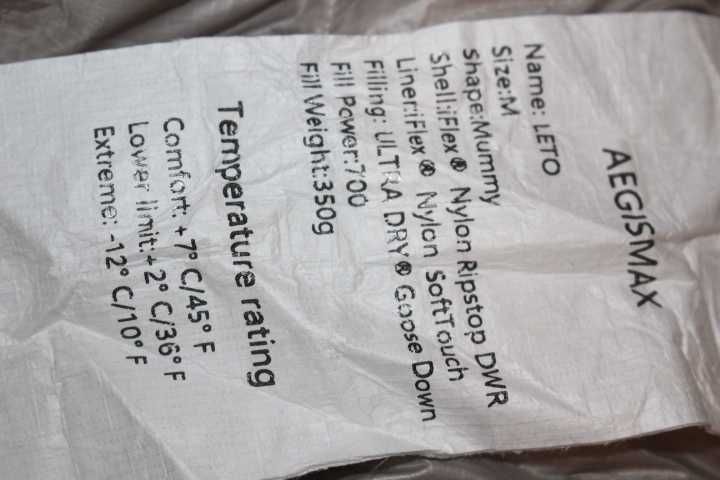 AEGISMAX
Name: LETO
Size:M
Shape:Mummy
Shell:iFlex® Nylon Ripstop DWR
Liner:iFlex® Nylon SoftTouch
Filling: ULTRA DRY® Goose Down
Fill Power:700
Fill Weight:350g
Temperature rating
Comfort: +7° C/45° F
Lower limit:+2° C/36° F
Extreme: -12° C/10° F